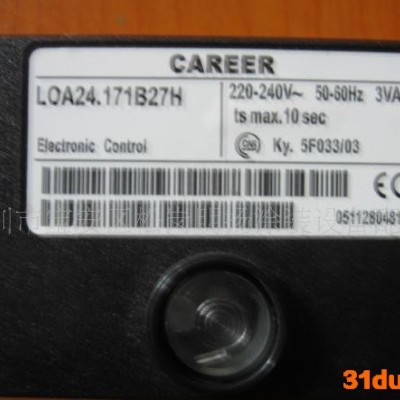 CAREER
LOA24.171B27H
220-240V~ 50-60Hz 3VA
ts max.10 sec
Electronic Control
Ky. 5F033/03
0511280481
31du